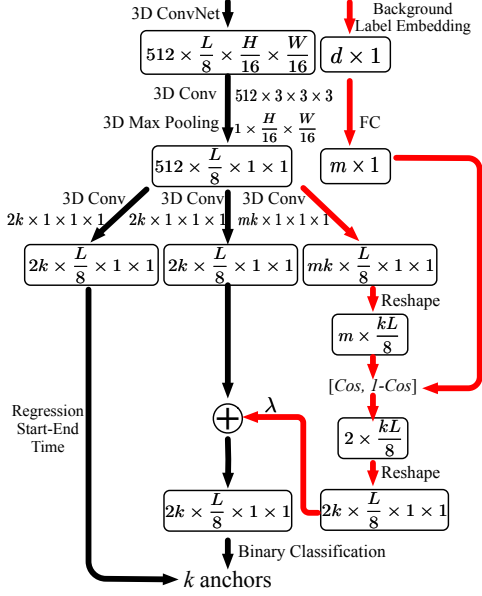 3D ConvNet
Background
Label Embedding
512 × L/8 × H/16 × W/16
d × 1
3D Conv 512 × 3 × 3 × 3
FC
3D Max Pooling 1 × H/16 × W/16
512 × L/8 × 1 × 1
m × 1
3D Conv 3D Conv 3D Conv
2k × 1 × 1 × 1 2k × 1 × 1 × 1 mk × 1 × 1 × 1
2k × L/8 × 1 × 1
2k × L/8 × 1 × 1
mk × L/8 × 1 × 1
Reshape
m × kL/8
[Cos, 1-Cos]
Regression
Start-End
Time
+
λ
2 × kL/8
Reshape
2k × L/8 × 1 × 1
2k × L/8 × 1 × 1
Binary Classification
k anchors